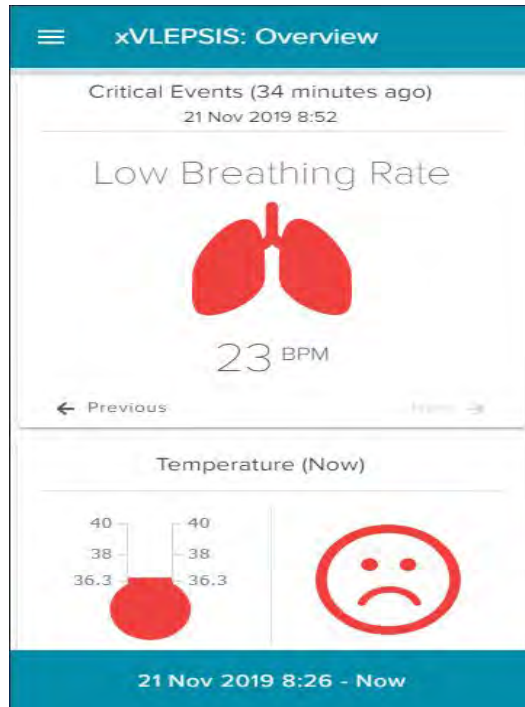 xVLEPSIS: Overview
Critical Events (34 minutes ago)
21 Nov 2019 8:52
Low Breathing Rate
23 BPM
← Previous Next →
Temperature (Now)
40 40
38 38
36.3 36.3
21 Nov 2019 8:26 - Now